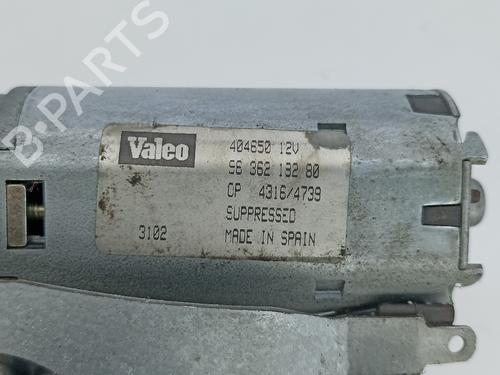 B-PARTS
Valeo
404650 12V
96 362 132 80
OP 4316/4739
SUPPRESSED
3102 MADE IN SPAIN